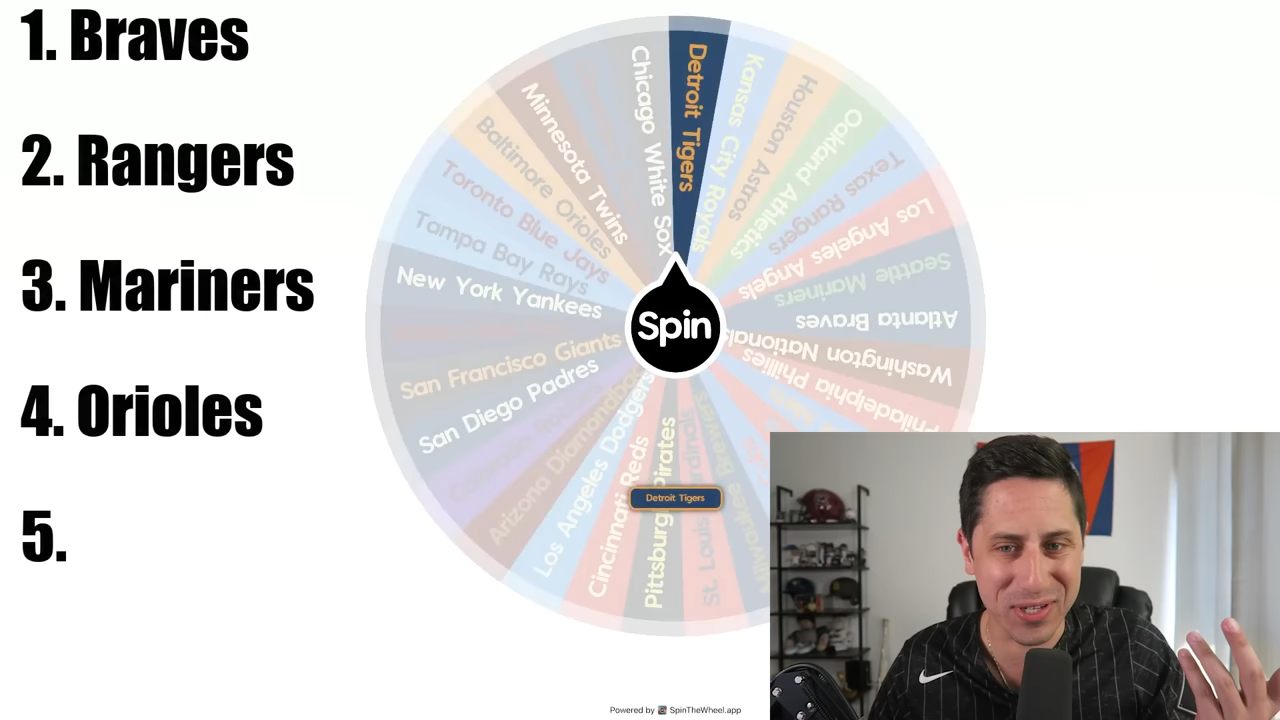 1. Braves
2. Rangers
3. Mariners
4. Orioles
5.
Detroit Tigers
Kansas City Royals
Houston Astros
Oakland Athletics
Texas Rangers
Los Angeles Angels
Seattle Mariners
Atlanta Braves
Washington Nationals
Philadelphia Phillies
Milwaukee Brewers
St. Louis Cardinals
Pittsburgh Pirates
Cincinnati Reds
Los Angeles Dodgers
Arizona Diamondbacks
San Diego Padres
San Francisco Giants
New York Yankees
Tampa Bay Rays
Toronto Blue Jays
Baltimore Orioles
Minnesota Twins
Chicago White Sox
Spin
Detroit Tigers
Powered by SpinTheWheel.app